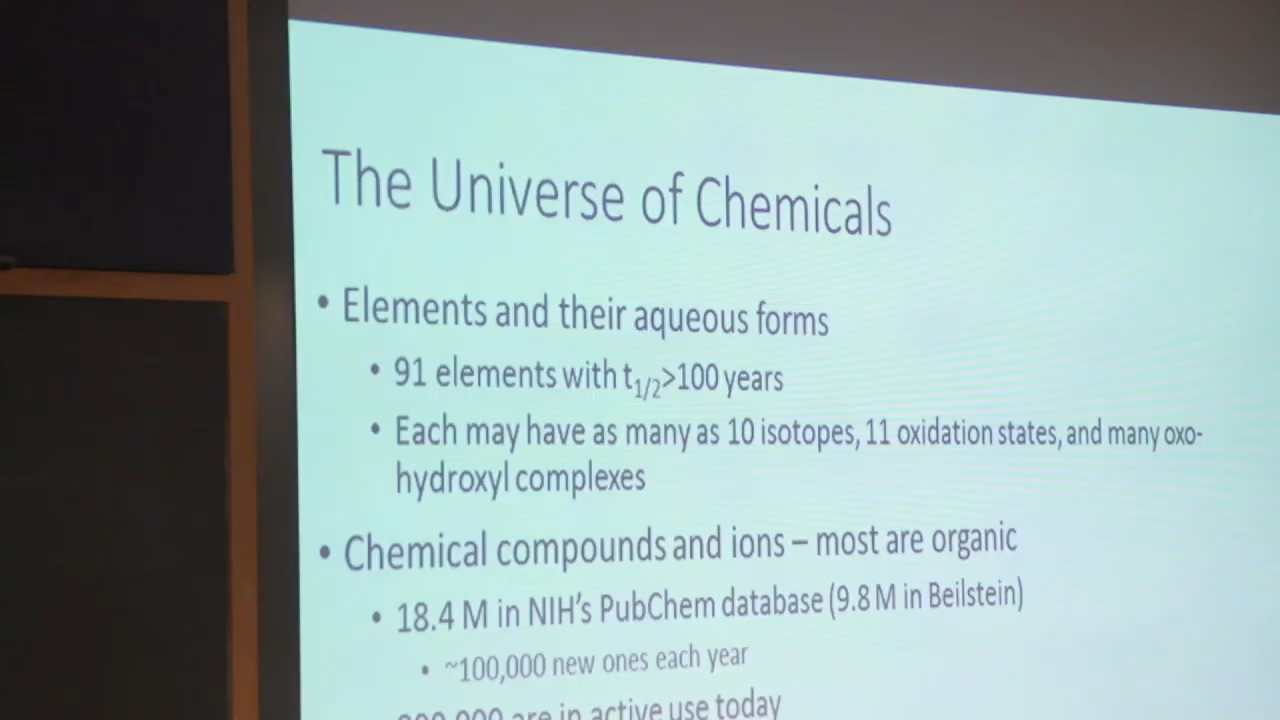 The Universe of Chemicals
• Elements and their aqueous forms
• 91 elements with t1/2>100 years
• Each may have as many as 10 isotopes, 11 oxidation states, and many oxo-
hydroxyl complexes
• Chemical compounds and ions – most are organic
• 18.4 M in NIH's PubChem database (9.8 M in Beilstein)
• ~100,000 new ones each year
are in active use today